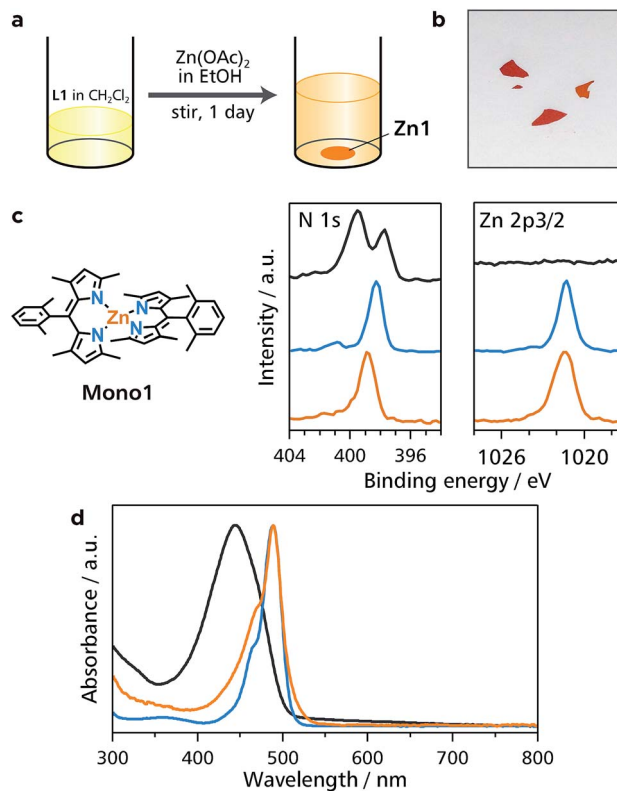 a
L1 in CH₂Cl₂
Zn(OAc)₂
in EtOH
stir, 1 day
Zn1
b
c
N
N
Zn
N
N
Mono1
Intensity / a.u.
N 1s
Zn 2p3/2
404 400 396
1026 1020
Binding energy / eV
d
Absorbance / a.u.
300 400 500 600 700 800
Wavelength / nm